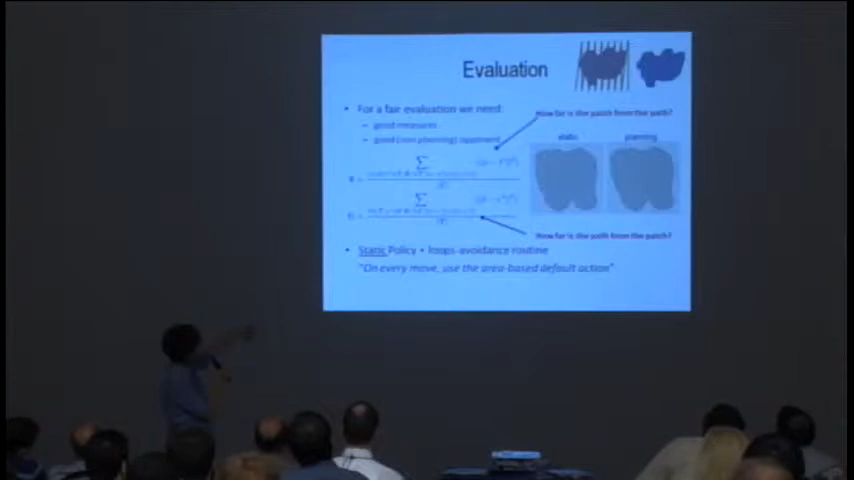 Evaluation
• For a fair evaluation we need
– good measures
– good (non planning) opponent
How far is the patch from the path?
static
planning
How far is the path from the patch?
• Static Policy + loops-avoidance routine
"On every move, use the area-based default action"